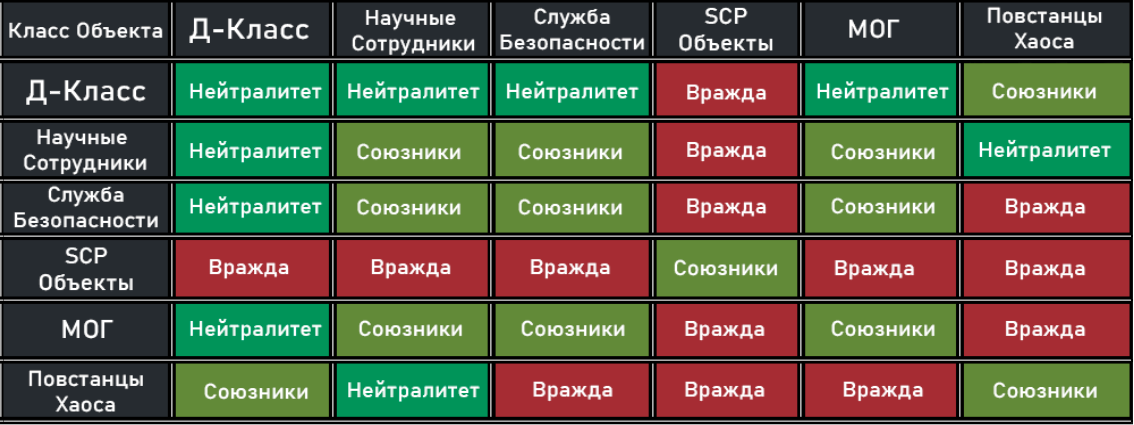 Класс Объекта Д-Класс Научные Сотрудники Служба Безопасности SCP Объекты МОГ Повстанцы Хаоса
Д-Класс Нейтралитет Нейтралитет Нейтралитет Вражда Нейтралитет Союзники
Научные Сотрудники Нейтралитет Союзники Союзники Вражда Союзники Нейтралитет
Служба Безопасности Нейтралитет Союзники Союзники Вражда Союзники Вражда
SCP Объекты Вражда Вражда Вражда Союзники Вражда Вражда
МОГ Нейтралитет Союзники Союзники Вражда Союзники Вражда
Повстанцы Хаоса Союзники Нейтралитет Вражда Вражда Вражда Союзники